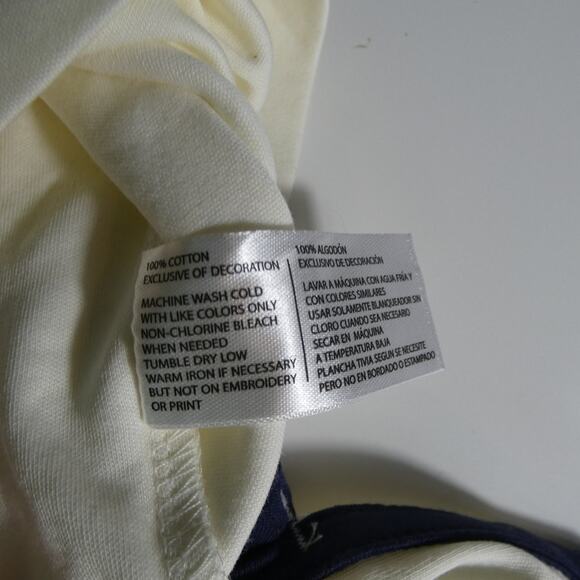 100% COTTON
EXCLUSIVE OF DECORATION
MACHINE WASH COLD
WITH LIKE COLORS ONLY
NON-CHLORINE BLEACH
WHEN NEEDED
TUMBLE DRY LOW
WARM IRON IF NECESSARY
BUT NOT ON EMBROIDERY
OR PRINT
100% ALGODÓN
EXCLUSIVO DE DECORACIÓN
LAVAR A MÁQUINA CON AGUA FRÍA Y
CON COLORES SIMILARES
USAR SOLAMENTE BLANQUEADOR SIN
CLORO CUANDO SEA NECESARIO
SECAR EN MÁQUINA
A TEMPERATURA BAJA
PLANCHA TIVIA SEGUN SE NECESITE
PERO NO EN BORDADO O ESTAMPADO